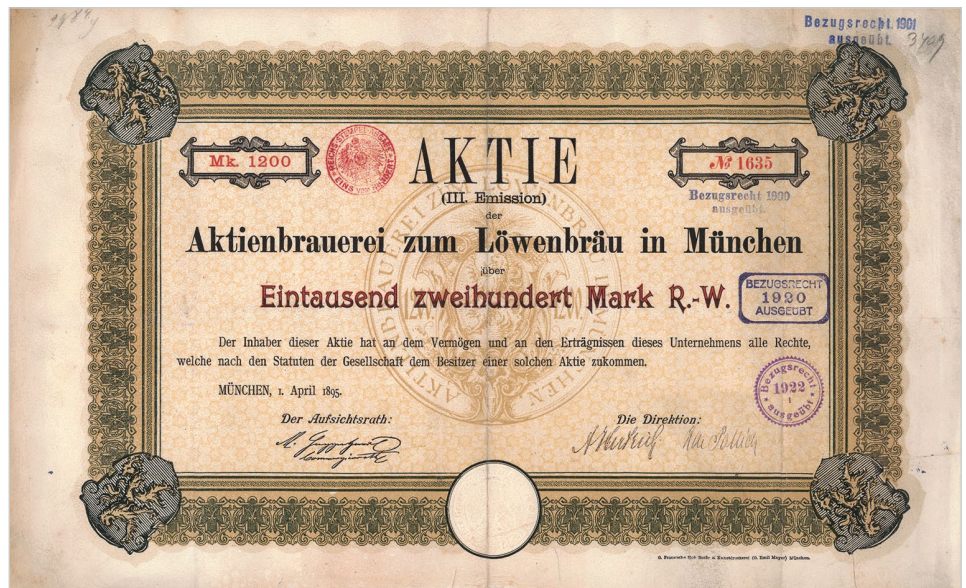 Bezugsrecht 1901
ausgeübt.
Mk. 1200
AKTIE
№ 1635
(III. Emission)
Bezugsrecht 1900
ausgeübt.
der
Aktienbrauerei zum Löwenbräu in München
über
Eintausend zweihundert Mark R.-W.
BEZUGSRECHT
1920
AUSGEÜBT
Der Inhaber dieser Aktie hat an dem Vermögen und an den Erträgnissen dieses Unternehmens alle Rechte,
welche nach den Statuten der Gesellschaft dem Besitzer einer solchen Aktie zukommen.
MÜNCHEN, 1. April 1895.
Bezugsrecht
1922
ausgeübt
Der Aufsichtsrath:
Die Direktion: